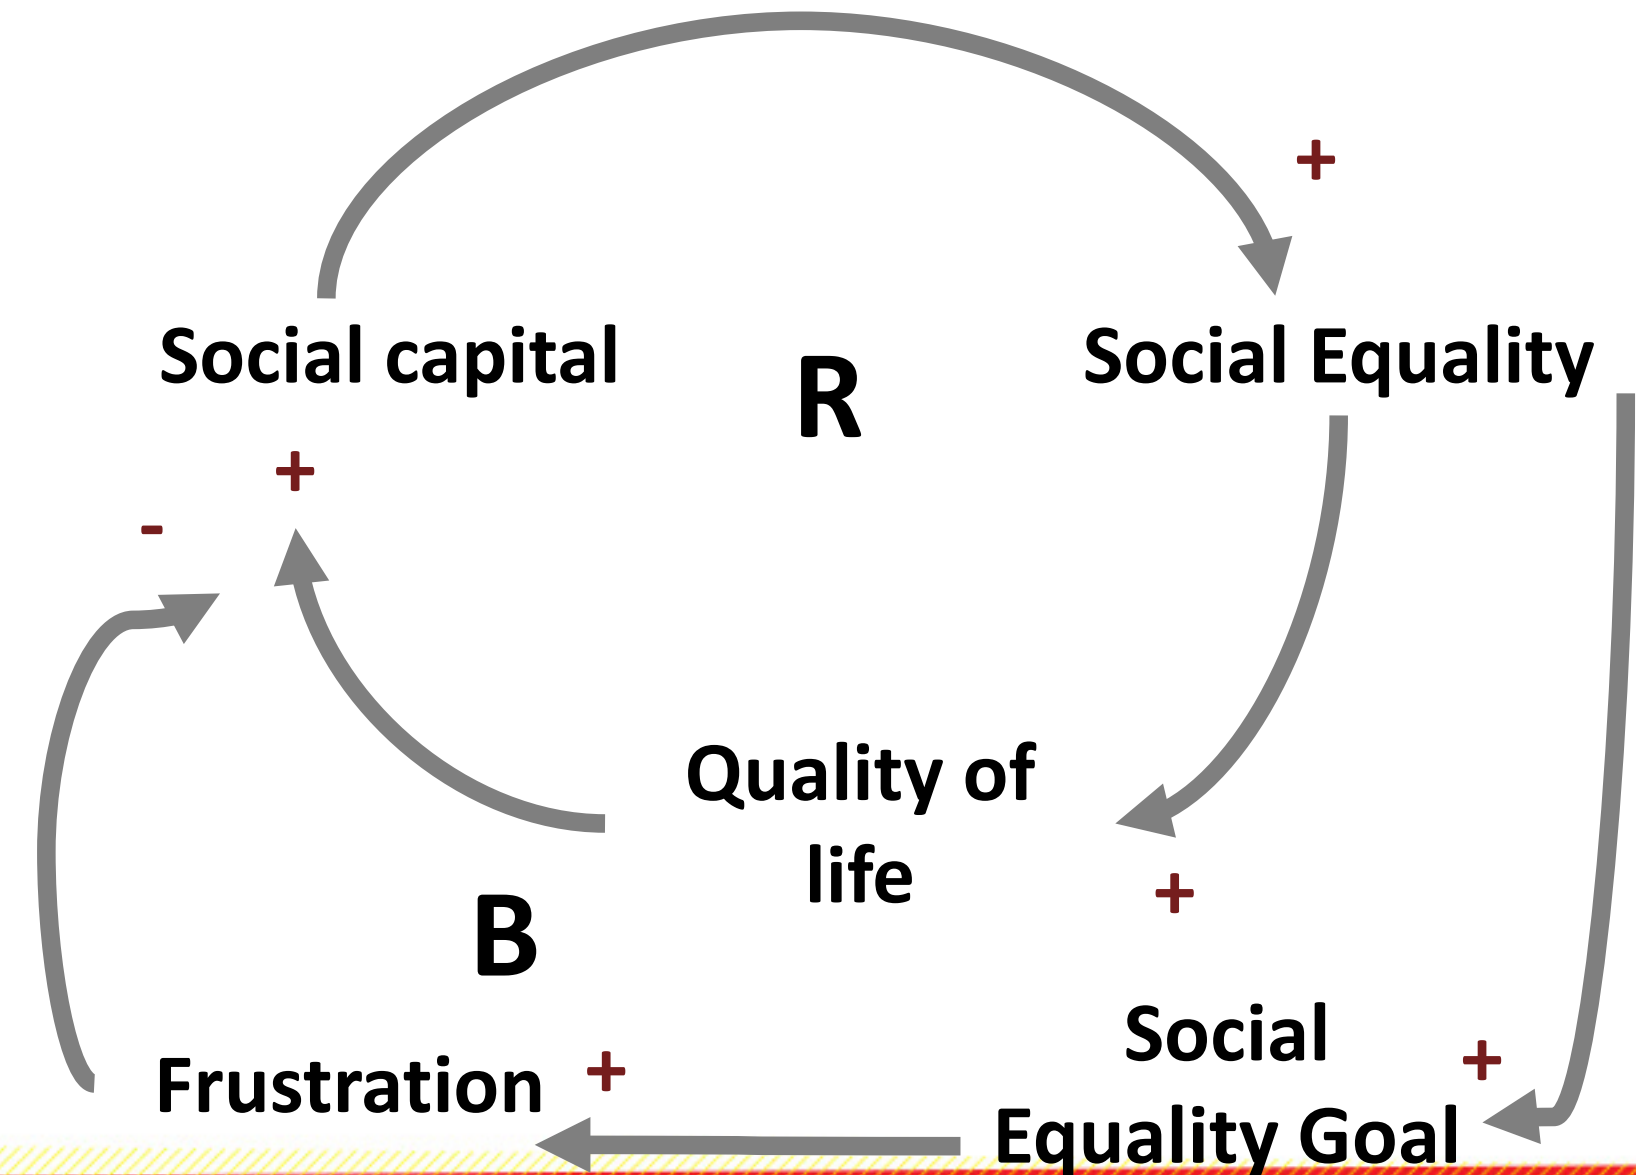 +
Social capital
Social Equality
R
+
-
Quality of
life
+
B
Social
Equality Goal
+
Frustration
+